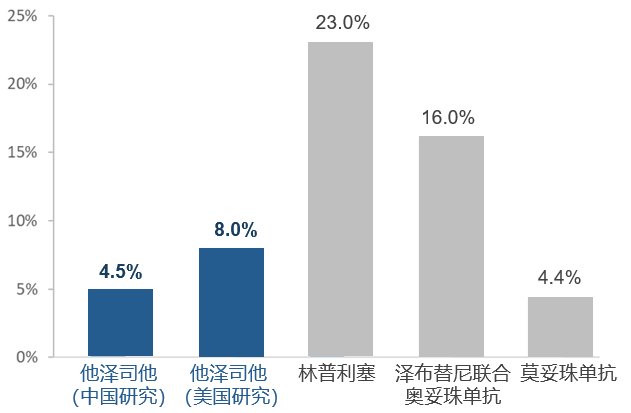 25%
20%
15%
10%
5%
0%
4.5%
8.0%
23.0%
16.0%
4.4%
他泽司他
(中国研究)
他泽司他
(美国研究)
林普利塞
泽布替尼联合
奥妥珠单抗
莫妥珠单抗